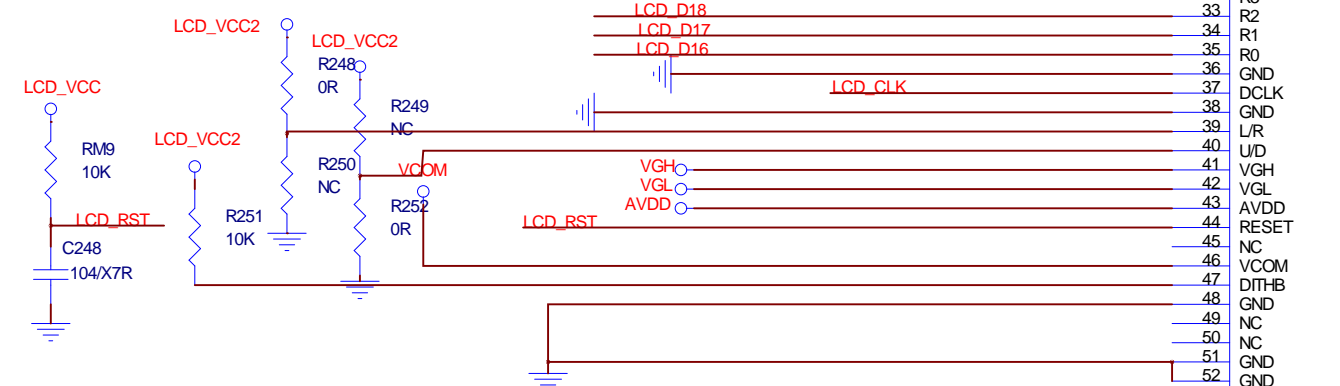 LCD_VCC2
LCD_VCC2
R248
0R
LCD_VCC
R249
NC
RM9
10K
LCD_VCC2
R250
NC
VCOM
LCD_RST
R251
10K
R252
0R
C248
104/X7R
LCD_D18
LCD_D17
LCD_D16
LCD_CLK
VGH
VGL
AVDD
LCD_RST
33 R2
34 R1
35 R0
36 GND
37 DCLK
38 GND
39 L/R
40 U/D
41 VGH
42 VGL
43 AVDD
44 RESET
45 NC
46 VCOM
47 DITHB
48 GND
49 NC
50 NC
51 GND
52 GND